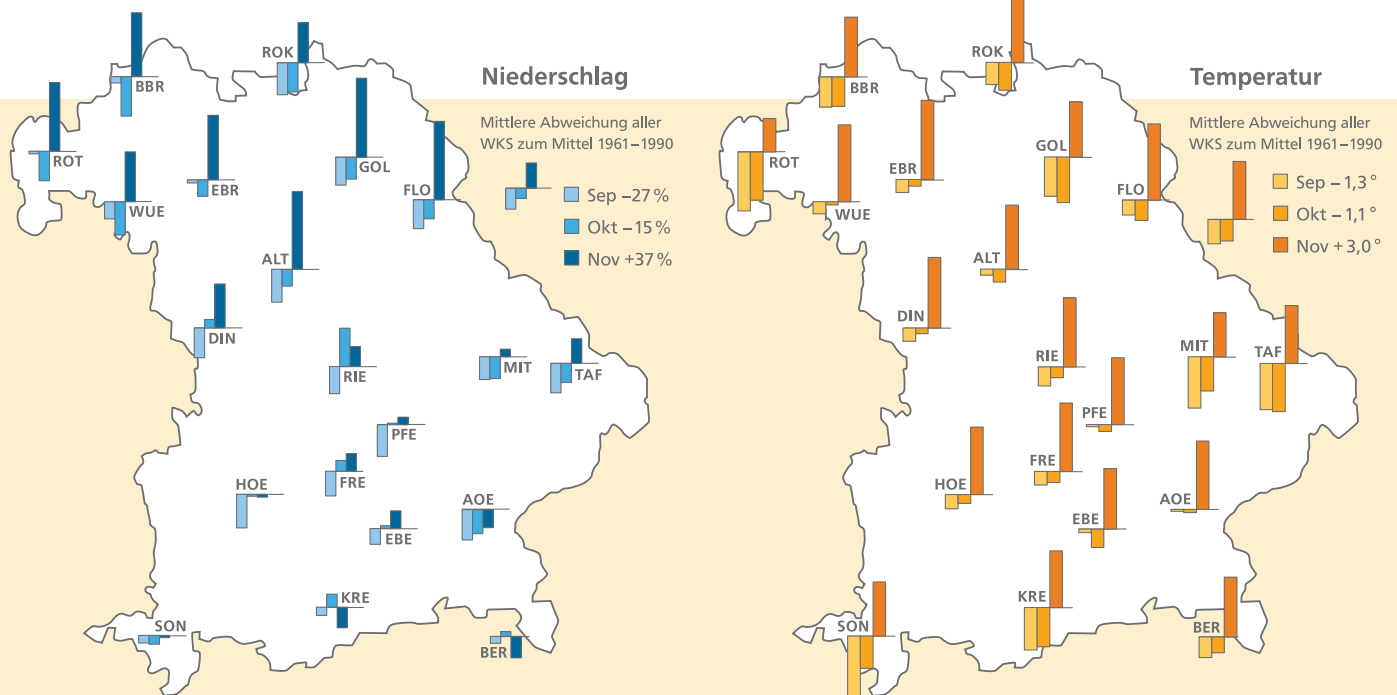 Niederschlag
Mittlere Abweichung aller
WKS zum Mittel 1961–1990
Sep –27 %
Okt –15 %
Nov +37 %
ROK
BBR
ROT
EBR
GOL
WUE
FLO
ALT
DIN
RIE
MIT
TAF
PFE
FRE
HOE
AOE
EBE
KRE
SON
BER
Temperatur
Mittlere Abweichung aller
WKS zum Mittel 1961–1990
Sep – 1,3 °
Okt – 1,1 °
Nov + 3,0 °
ROK
BBR
ROT
EBR
GOL
WUE
FLO
ALT
DIN
RIE
MIT
TAF
PFE
FRE
HOE
AOE
EBE
KRE
SON
BER